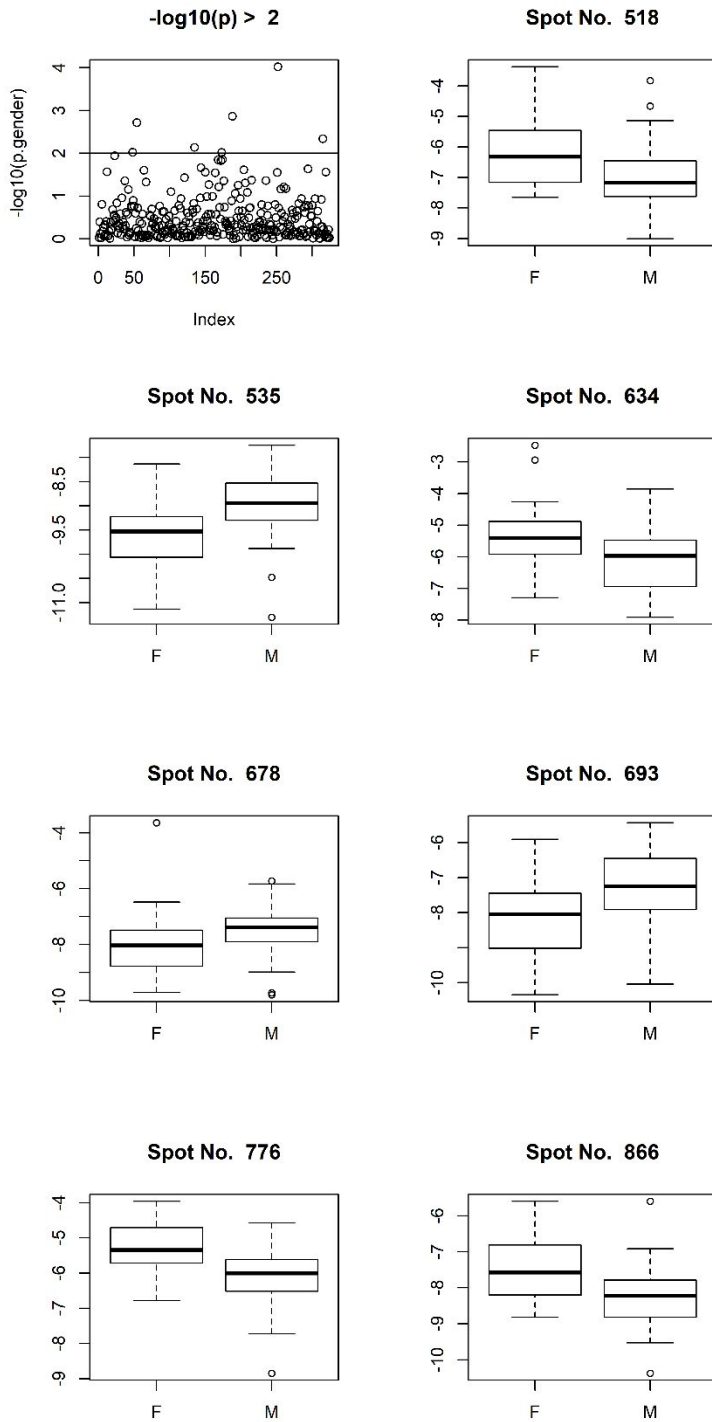 -log10(p) > 2
-log10(p.gender)
4
3
2
1
0
0 50 150 250
Index
Spot No. 518
-4
-5
-6
-7
-8
-9
F M
Spot No. 535
-8.5
-9.5
-11.0
F M
Spot No. 634
-3
-4
-5
-6
-7
-8
F M
Spot No. 678
-4
-6
-8
-10
F M
Spot No. 693
-6
-7
-8
-10
F M
Spot No. 776
-4
-5
-6
-7
-8
-9
F M
Spot No. 866
-6
-7
-8
-9
-10
F M